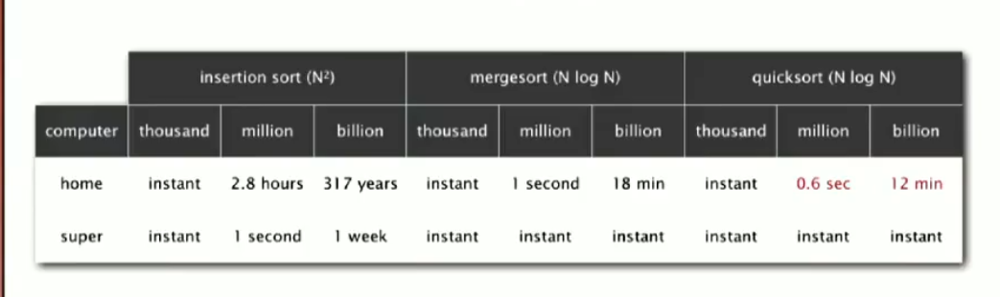 insertion sort (N²) mergesort (N log N) quicksort (N log N)
computer thousand million billion thousand million billion thousand million billion
home instant 2.8 hours 317 years instant 1 second 18 min instant 0.6 sec 12 min
super instant 1 second 1 week instant instant instant instant instant instant